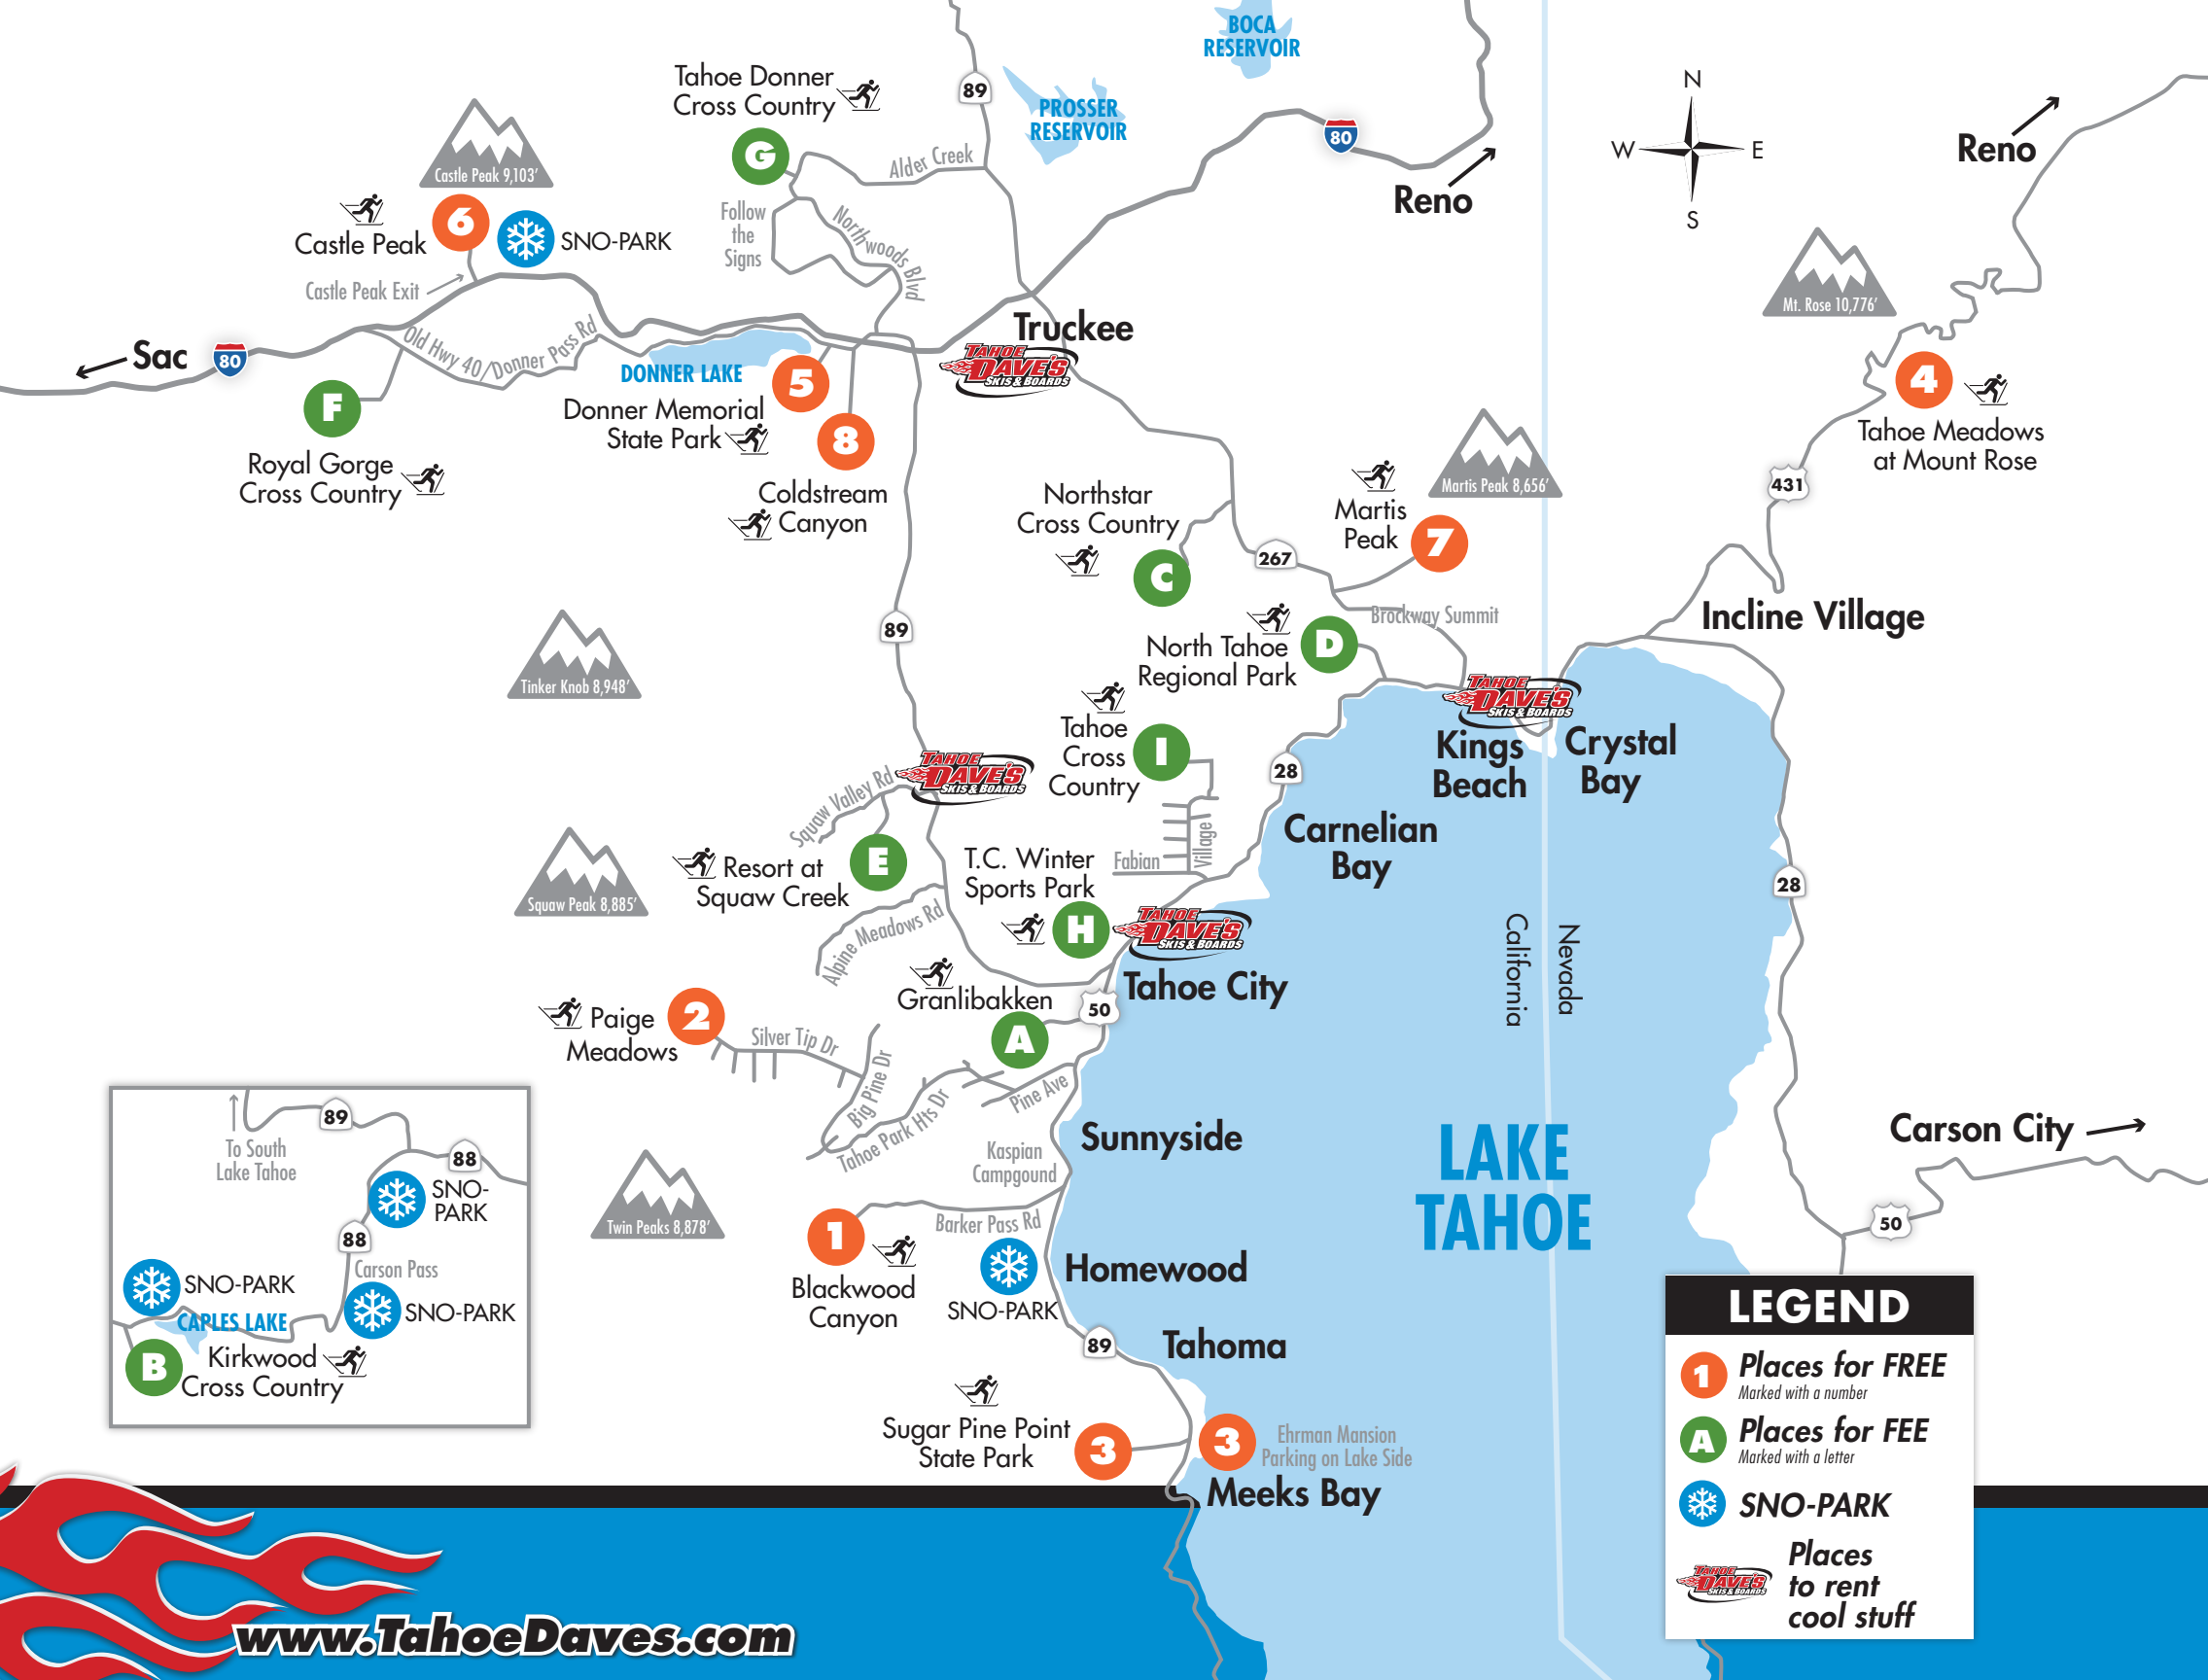 BOCA
RESERVOIR
PROSSER
RESERVOIR
89
80
Reno
N
W
E
S
Reno
Tahoe Donner
Cross Country
G
Alder Creek
Follow
the
Signs
Northwoods Blvd
Castle Peak 9,103'
Castle Peak
6
SNO-PARK
Castle Peak Exit
Sac
80
Old Hwy 40/Donner Pass Rd
F
Royal Gorge
Cross Country
DONNER LAKE
5
Donner Memorial
State Park
8
Coldstream
Canyon
Truckee
TAHOE
DAVE'S
SKIS & BOARDS
Mt. Rose 10,776'
4
Tahoe Meadows
at Mount Rose
431
Martis Peak 8,656'
Martis
Peak
7
Northstar
Cross Country
C
267
Brockway Summit
Incline Village
North Tahoe
Regional Park
D
89
Tinker Knob 8,948'
TAHOE
DAVE'S
SKIS & BOARDS
Kings
Beach
Crystal
Bay
Tahoe
Cross
Country
I
28
Carnelian
Bay
28
TAHOE
DAVE'S
SKIS & BOARDS
Squaw Valley Rd
E
Resort at
Squaw Creek
Squaw Peak 8,885'
Alpine Meadows Rd
T.C. Winter
Sports Park
H
Fabian
Village
TAHOE
DAVE'S
SKIS & BOARDS
Tahoe City
California
Nevada
Granlibakken
A
50
Paige
Meadows
2
Silver Tip Dr
Big Pine Dr
Tahoe Park Hts Dr
Pine Ave
Sunnyside
Kaspian
Campgound
LAKE
TAHOE
Carson City
50
Twin Peaks 8,878'
1
Blackwood
Canyon
Barker Pass Rd
SNO-PARK
Homewood
89
Tahoma
Sugar Pine Point
State Park
3
3
Ehrman Mansion
Parking on Lake Side
Meeks Bay
To South
Lake Tahoe
89
88
SNO-
PARK
88
Carson Pass
SNO-PARK
SNO-PARK
CAPLES LAKE
B
Kirkwood
Cross Country
LEGEND
1
Places for FREE
Marked with a number
A
Places for FEE
Marked with a letter
SNO-PARK
TAHOE
DAVE'S
SKIS & BOARDS
Places
to rent
cool stuff
www.TahoeDaves.com